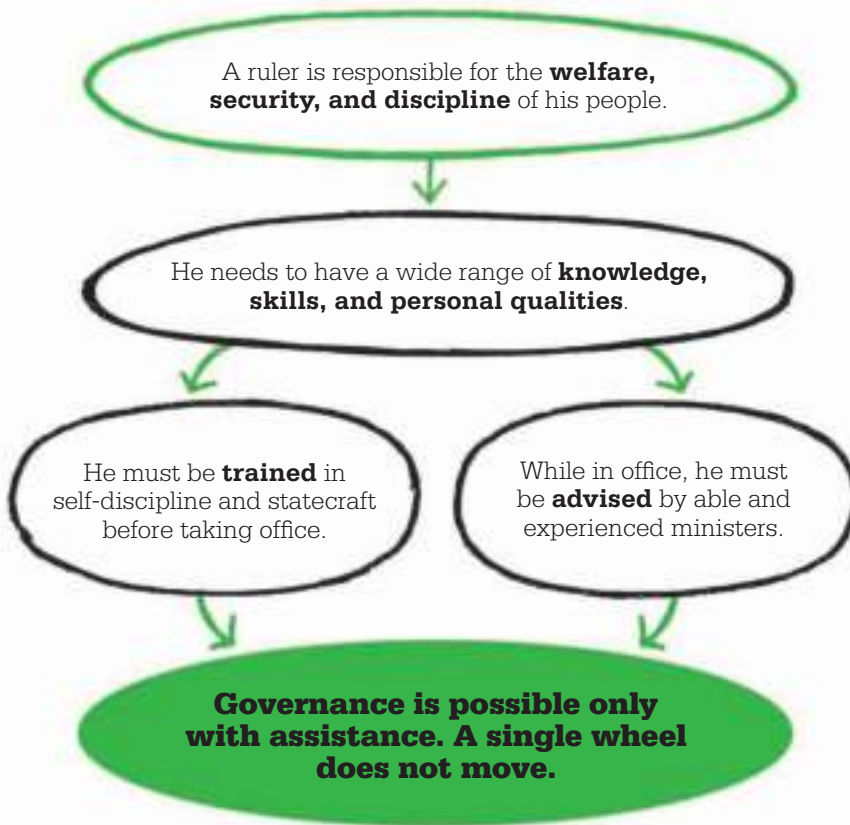 A ruler is responsible for the welfare,
security, and discipline of his people.
He needs to have a wide range of knowledge,
skills, and personal qualities.
He must be trained in
self-discipline and statecraft
before taking office.
While in office, he must
be advised by able and
experienced ministers.
Governance is possible only
with assistance. A single wheel
does not move.